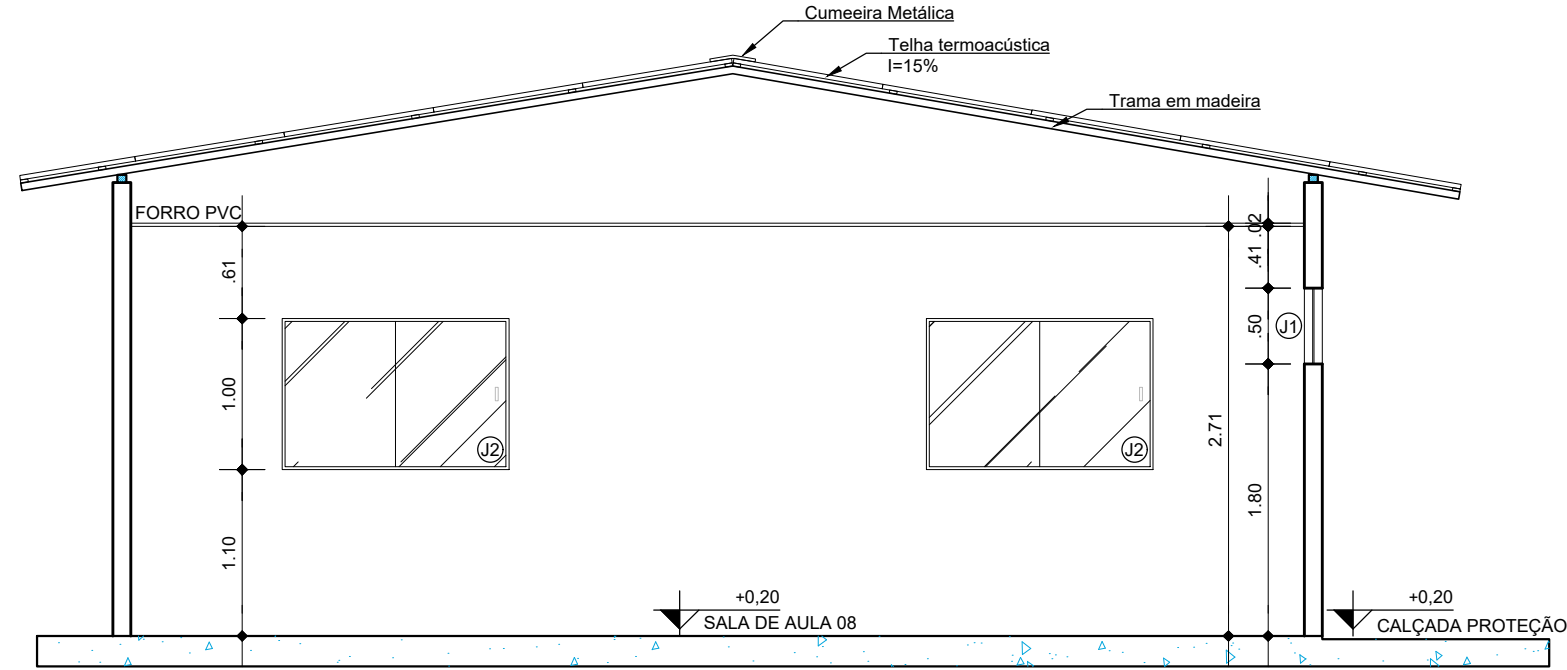 Cumeeira Metálica
Telha termoacústica
I=15%
Trama em madeira
FORRO PVC
.61
1.00
1.10
.02
.41
.50
J1
2.71
1.80
J2
J2
+0,20
SALA DE AULA 08
+0,20
CALÇADA PROTEÇÃO